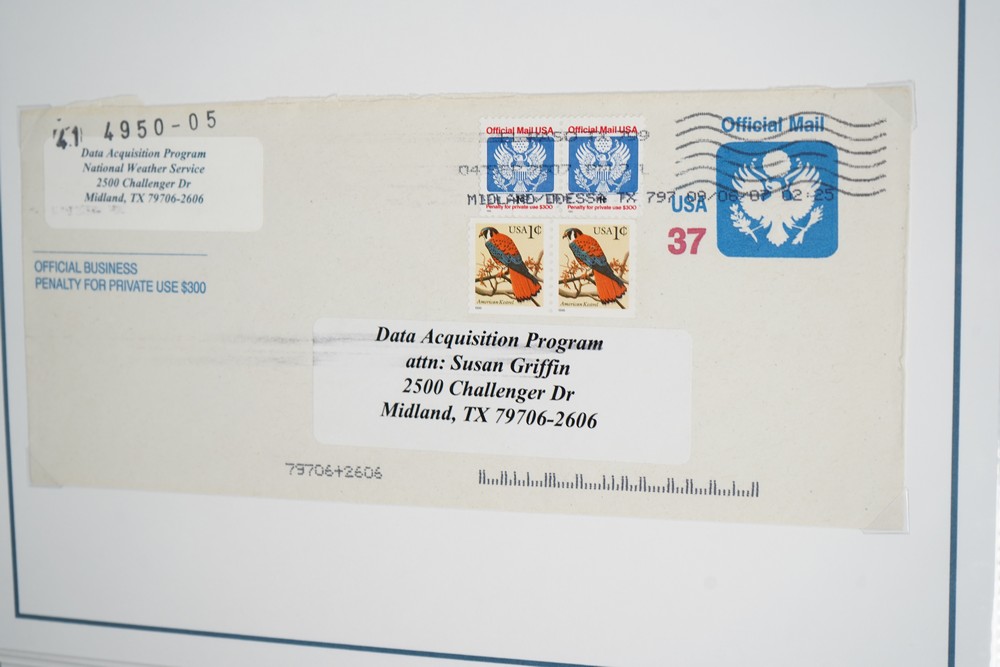 41 4950-05
Data Acquisition Program
National Weather Service
2500 Challenger Dr
Midland, TX 79706-2606
OFFICIAL BUSINESS
PENALTY FOR PRIVATE USE $300
Official Mail USA
Official Mail USA
Penalty for private use $300
Penalty for private use $300
MIDLAND/ODESSA TX 797
USA 1¢
USA 1¢
American Kestrel
American Kestrel
Official Mail
USA
37
Data Acquisition Program
attn: Susan Griffin
2500 Challenger Dr
Midland, TX 79706-2606
79706+2606